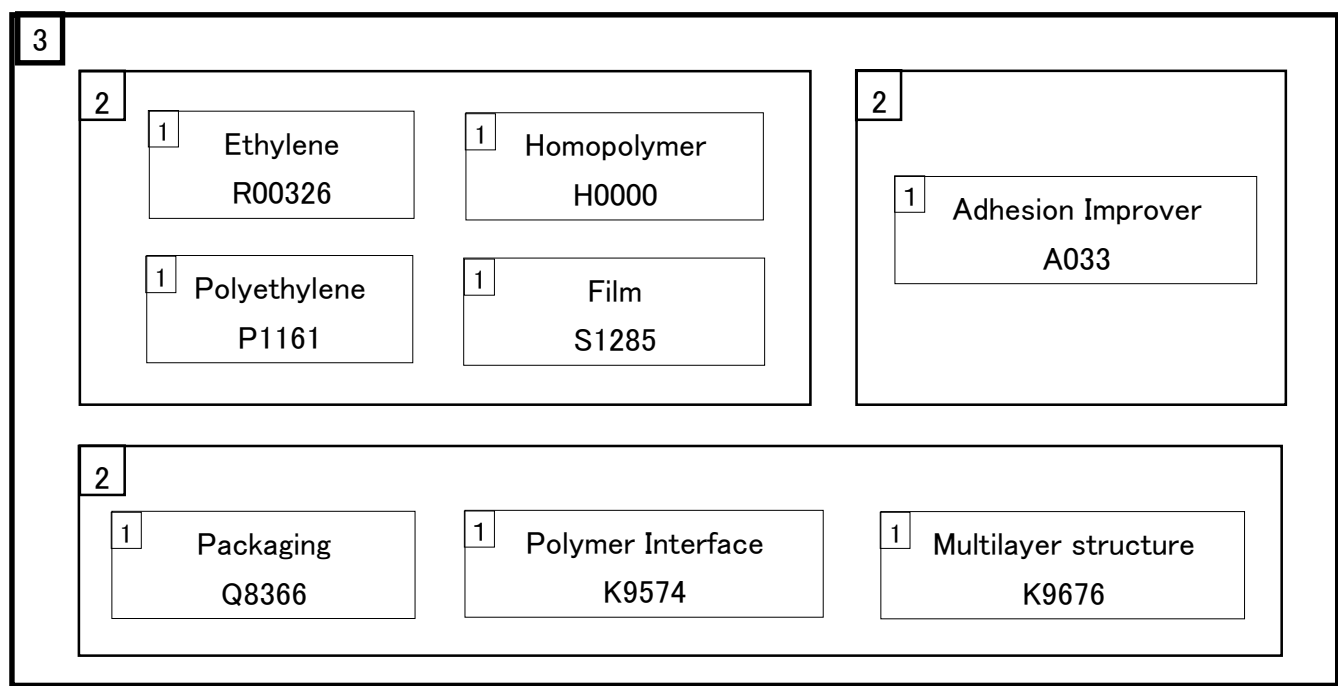 3
2
1
Ethylene
R00326
1
Homopolymer
H0000
1
Polyethylene
P1161
1
Film
S1285
2
1
Adhesion Improver
A033
2
1
Packaging
Q8366
1
Polymer Interface
K9574
1
Multilayer structure
K9676